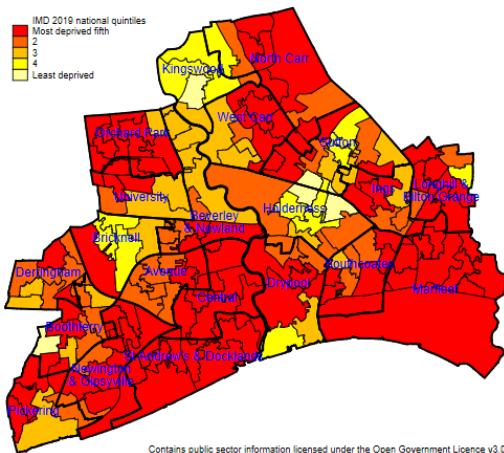 IMD 2019 national quintiles
Most deprived fifth
2
3
4
Least deprived
North Carr
Kingswood
West Carr
Orchard Park
Sutton
Ings
Longhill &
Bilton Grange
University
Holderness
Beverley
& Newland
Bricknell
Southcoates
Derringham
Avenue
Drypool
Marfleet
Central
Boothferry
St Andrew's & Docklands
Newington
& Gipsyville
Pickering
Contains public sector information licensed under the Open Government Licence v3.0